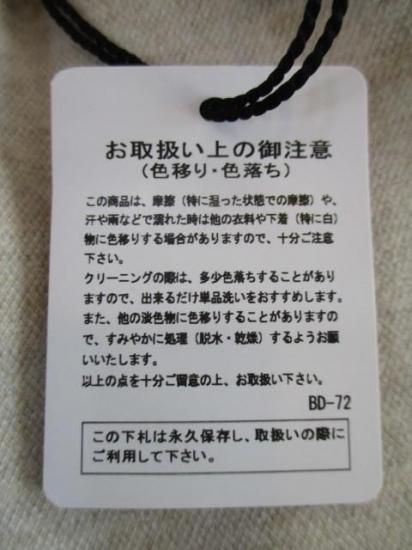 お取扱い上の御注意
(色移り・色落ち)
この商品は、摩擦(特に湿った状態での摩擦)や、
汗や雨などで濡れた時は他の衣料や下着(特に白)
物に色移りする場合がありますので、十分ご注意
下さい。
クリーニングの際は、多少色落ちすることがあり
ますので、出来るだけ単品洗いをおすすめします。
また、他の淡色物に色移りすることがありますの
で、すみやかに処理(脱水・乾燥)するようお願
いいたします。
以上の点を十分ご留意の上、お取扱い下さい。
BD-72
この下札は永久保存し、取扱いの際に
ご利用して下さい。